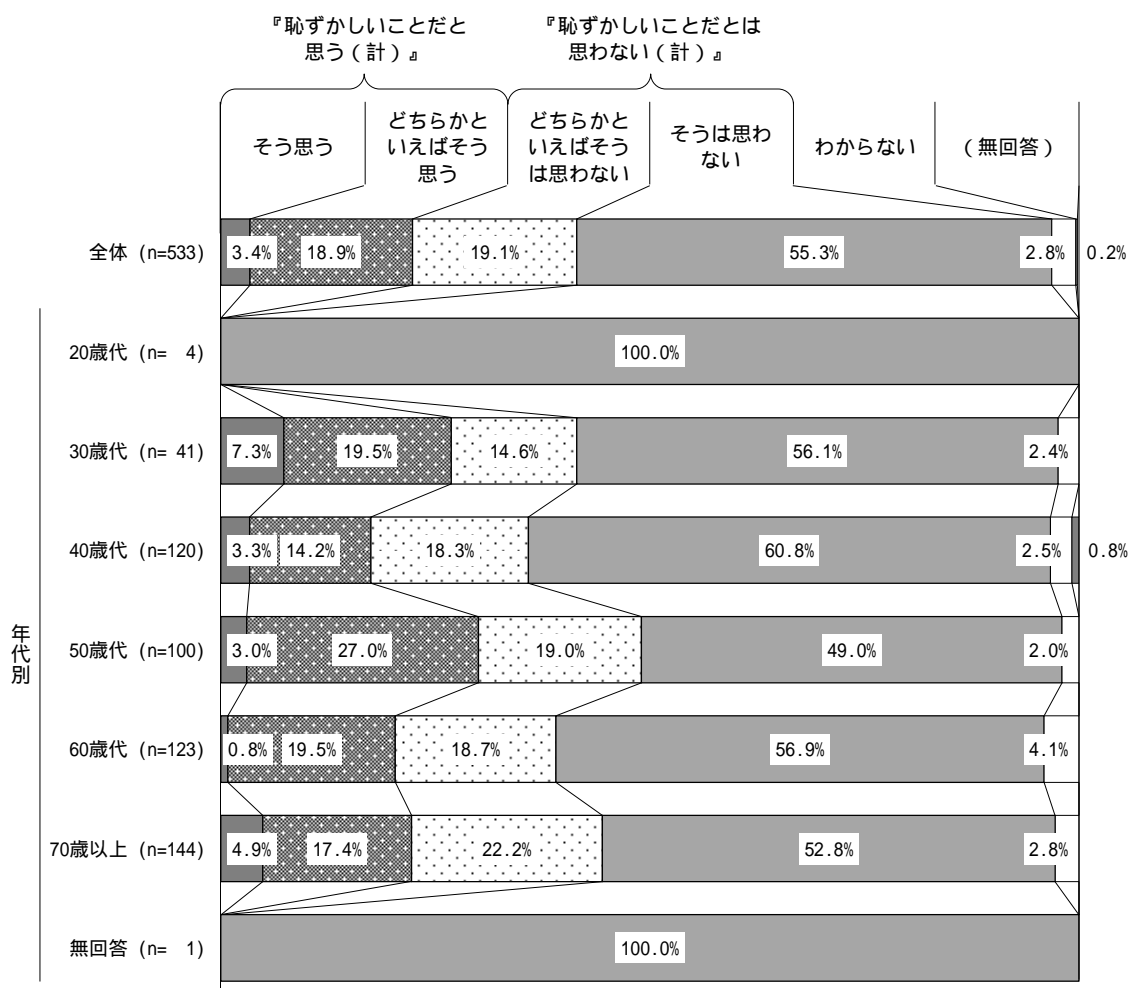 『恥ずかしいことだと
思う(計)』
『恥ずかしいことだとは
思わない(計)』
そう思う
どちらかと
いえばそう
思う
どちらかと
いえばそう
は思わない
そうは思わ
ない
わからない
(無回答)
全体 (n=533) 3.4% 18.9% 19.1% 55.3% 2.8% 0.2%
年代別
20歳代 (n= 4) 100.0%
30歳代 (n= 41) 7.3% 19.5% 14.6% 56.1% 2.4%
40歳代 (n=120) 3.3% 14.2% 18.3% 60.8% 2.5% 0.8%
50歳代 (n=100) 3.0% 27.0% 19.0% 49.0% 2.0%
60歳代 (n=123) 0.8% 19.5% 18.7% 56.9% 4.1%
70歳以上 (n=144) 4.9% 17.4% 22.2% 52.8% 2.8%
無回答 (n= 1) 100.0%